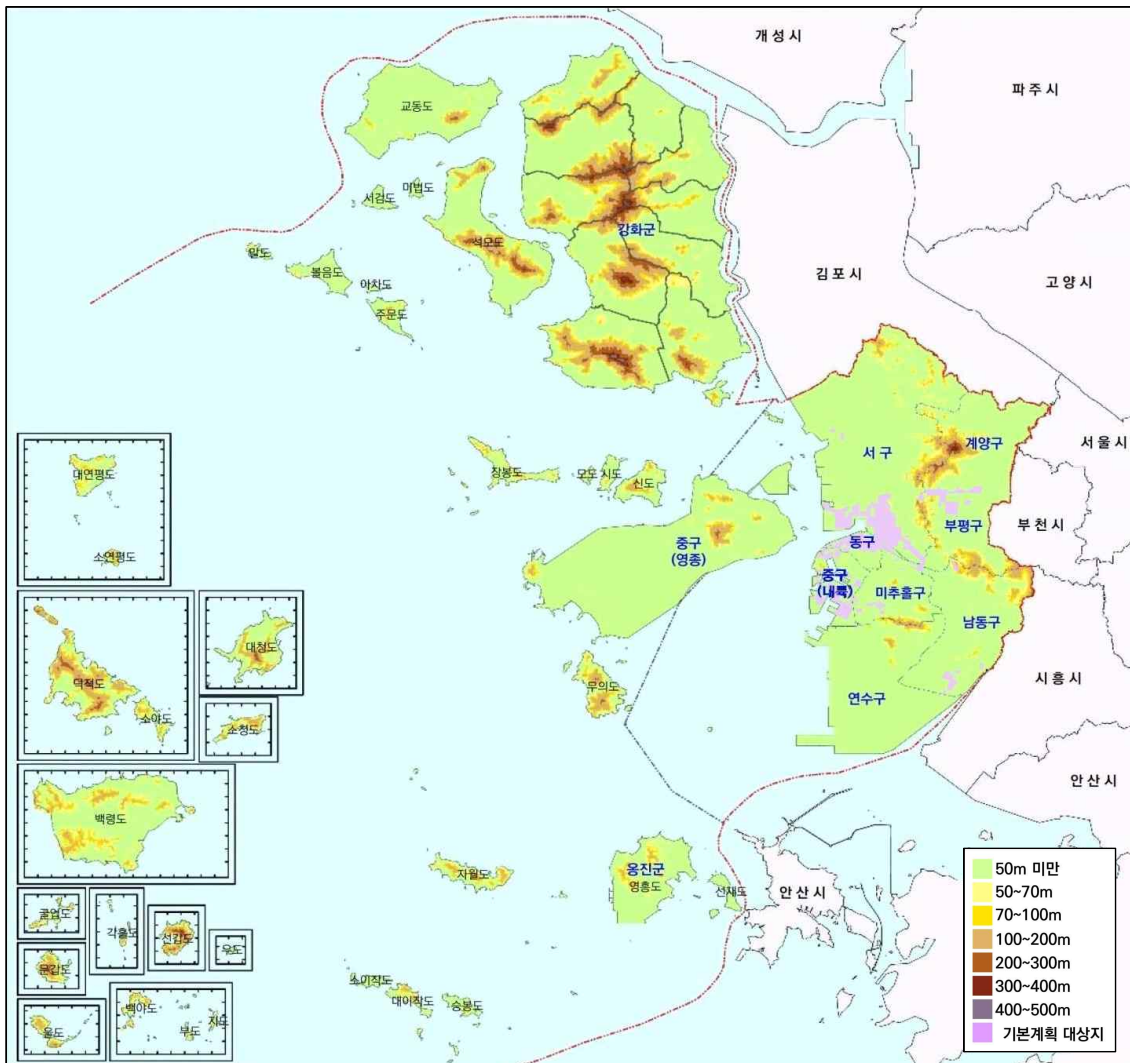 개성시
파주시
교동도
미법도
서검도
강화군
석모도
말도
볼음도
아차도
주문도
김포시
고양시
서울시
계양구
서구
대연평도
장봉도
모도
시도
신도
부평구
부천시
동구
중구
(영종)
소연평도
중구
(내륙)
미추홀구
남동구
대청도
덕적도
무의도
시흥시
연수구
소야도
소청도
안산시
백령도
옹진군
자월도
영흥도
선재도
안산시
굴업도
각흘도
선갑도
우도
문갑도
소이작도
대이작도
승봉도
백아도
울도
부도
지도
50m 미만
50~70m
70~100m
100~200m
200~300m
300~400m
400~500m
기본계획 대상지